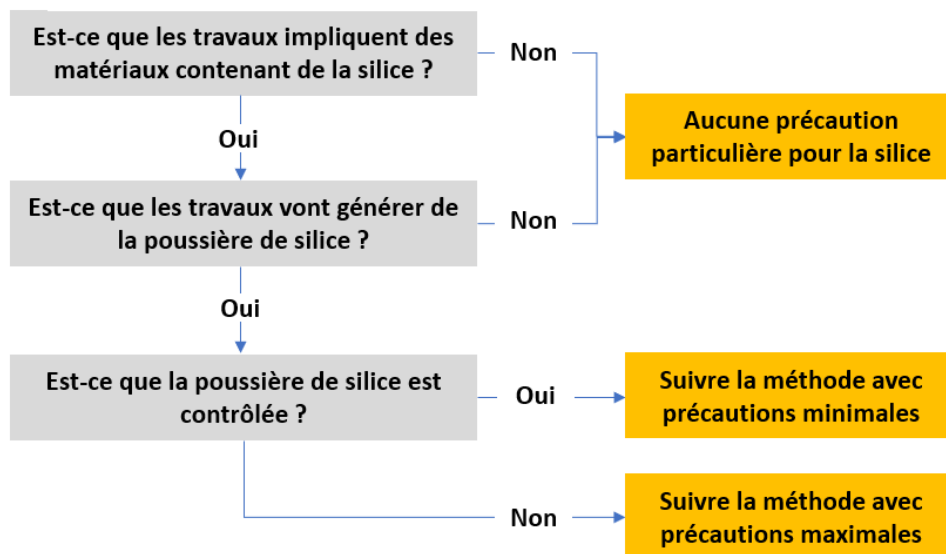 Est-ce que les travaux impliquent des
matériaux contenant de la silice ?
Non
Aucune précaution
particulière pour la silice
Oui
Est-ce que les travaux vont générer de
la poussière de silice ?
Non
Oui
Est-ce que la poussière de silice est
contrôlée ?
Oui
Suivre la méthode avec
précautions minimales
Non
Suivre la méthode avec
précautions maximales